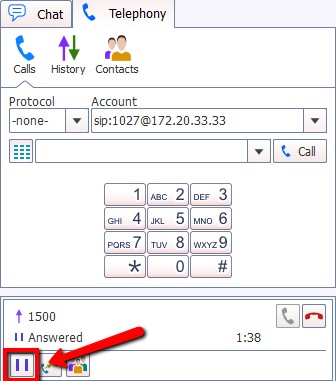 Chat Telephony
Calls History Contacts
Protocol Account
-none- sip:1027@172.20.33.33
Call
1 ABC 2 DEF 3
GHI 4 JKL 5 MNO 6
PQRS 7 TUV 8 WXYZ 9
* 0 #
1500
Answered 1:38